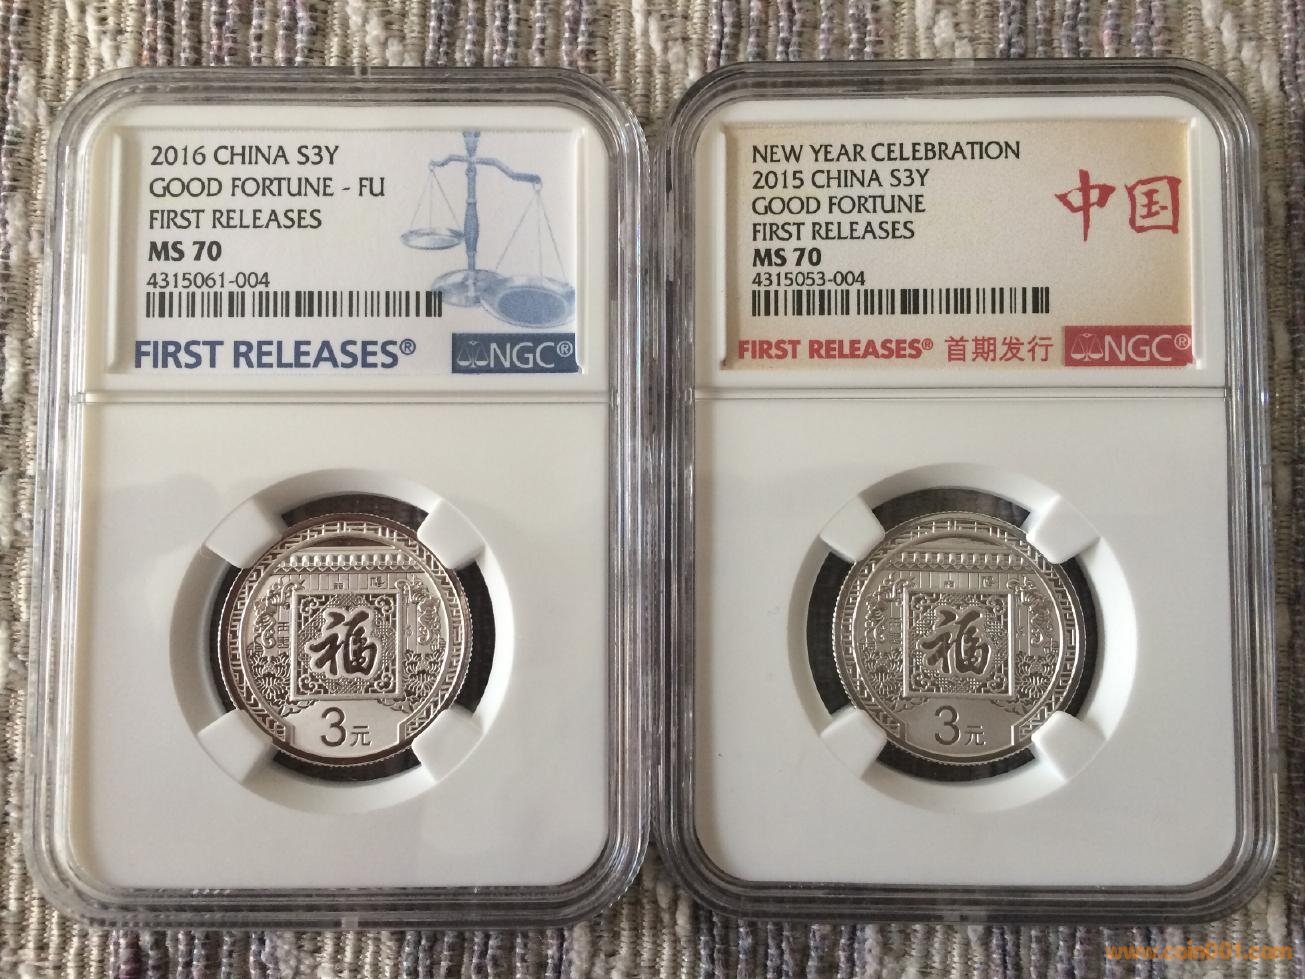 2016 CHINA S3Y
GOOD FORTUNE - FU
FIRST RELEASES
MS 70
4315061-004
FIRST RELEASES®
NGC®
福
3元
NEW YEAR CELEBRATION
2015 CHINA S3Y
GOOD FORTUNE
FIRST RELEASES
MS 70
4315053-004
中国
FIRST RELEASES® 首期发行
NGC®
福
3元
www.coin001.com